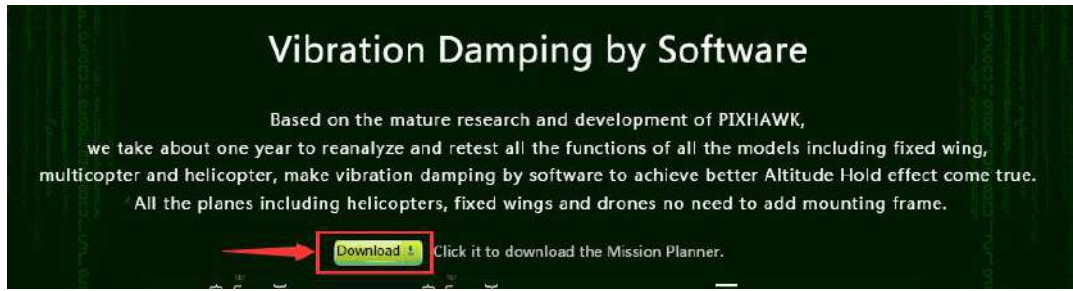 Vibration Damping by Software
Based on the mature research and development of PIXHAWK,
we take about one year to reanalyze and retest all the functions of all the models including fixed wing,
multicopter and helicopter, make vibration damping by software to achieve better Altitude Hold effect come true.
All the planes including helicopters, fixed wings and drones no need to add mounting frame.
Download Click it to download the Mission Planner.